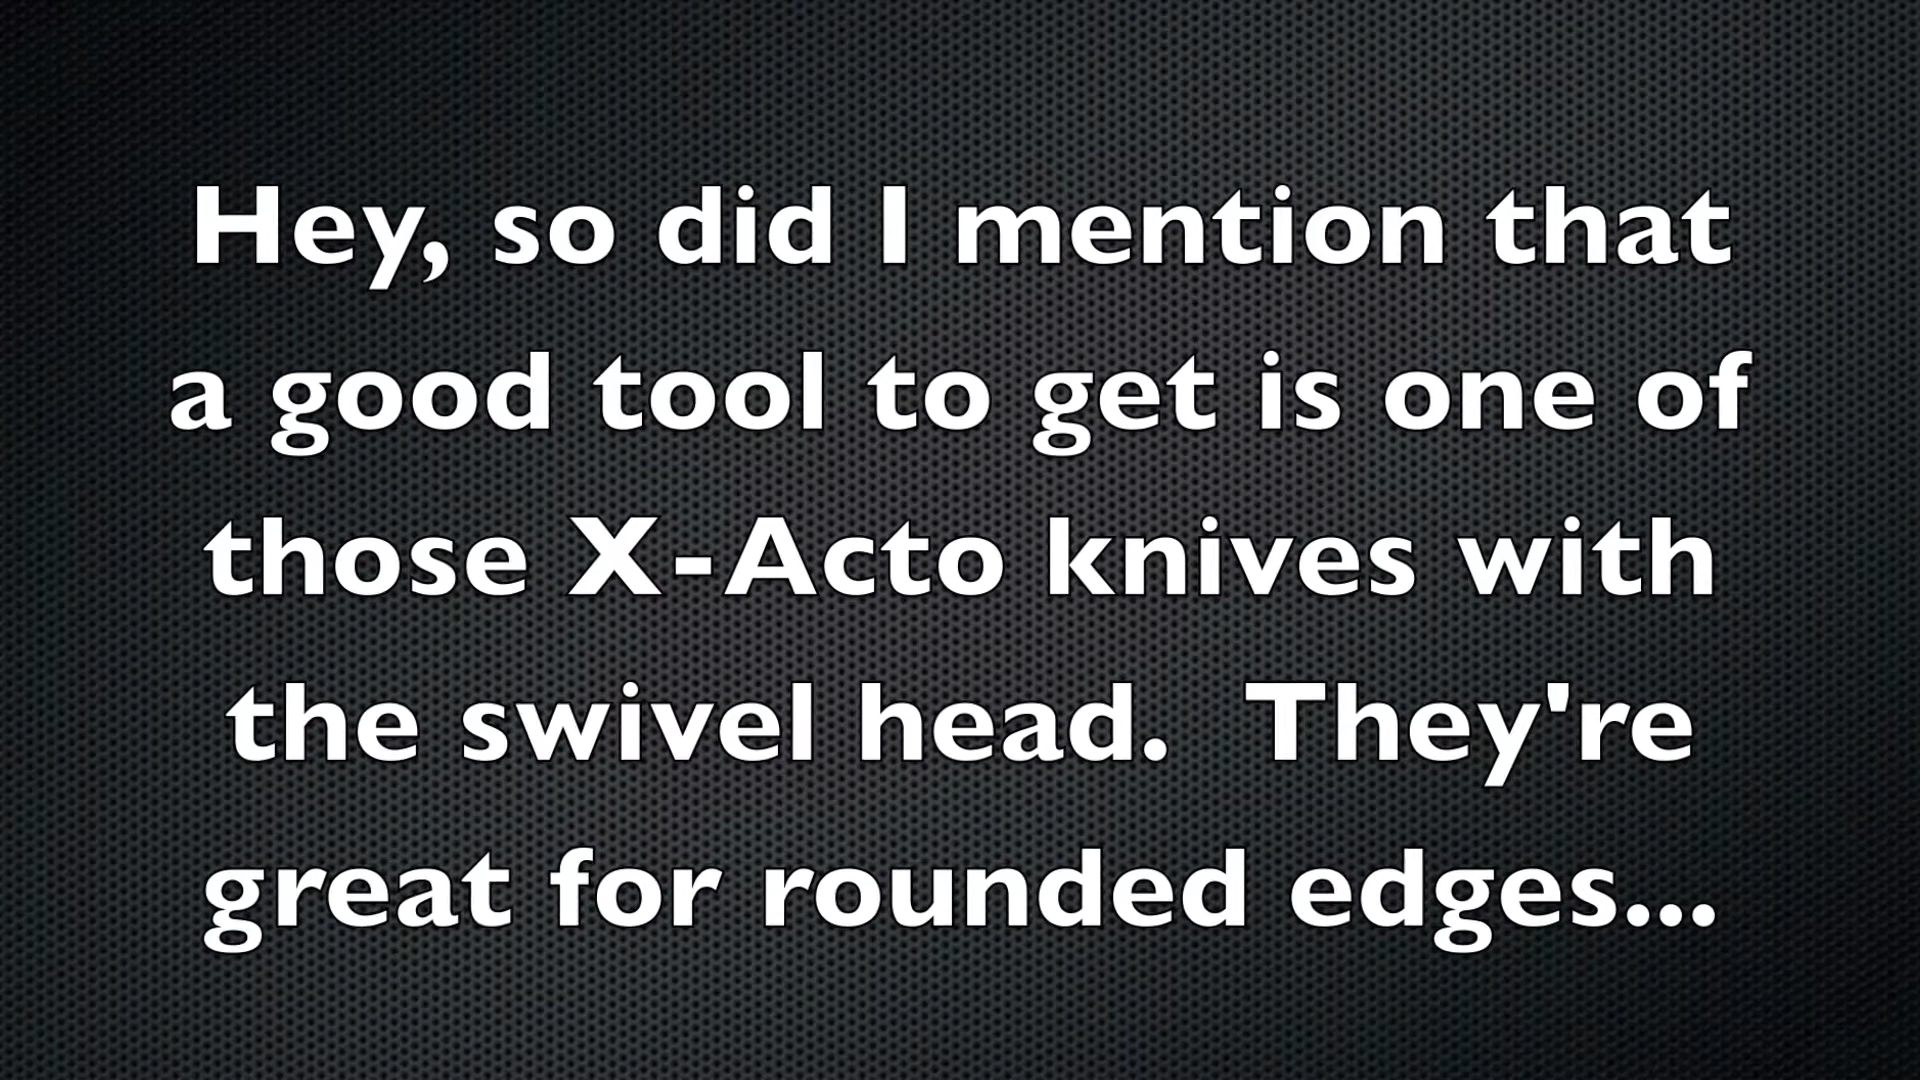 Hey, so did I mention that
a good tool to get is one of
those X-Acto knives with
the swivel head.  They're
great for rounded edges...